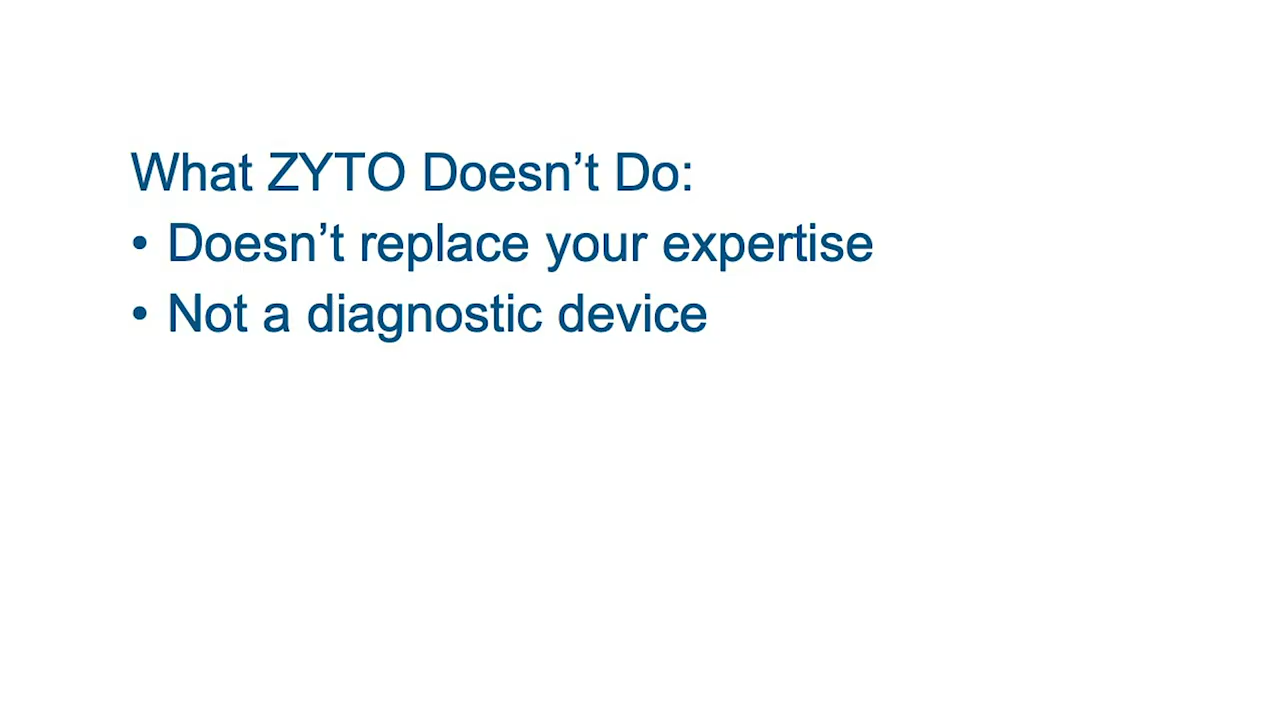 What ZYTO Doesn’t Do:
• Doesn’t replace your expertise
• Not a diagnostic device